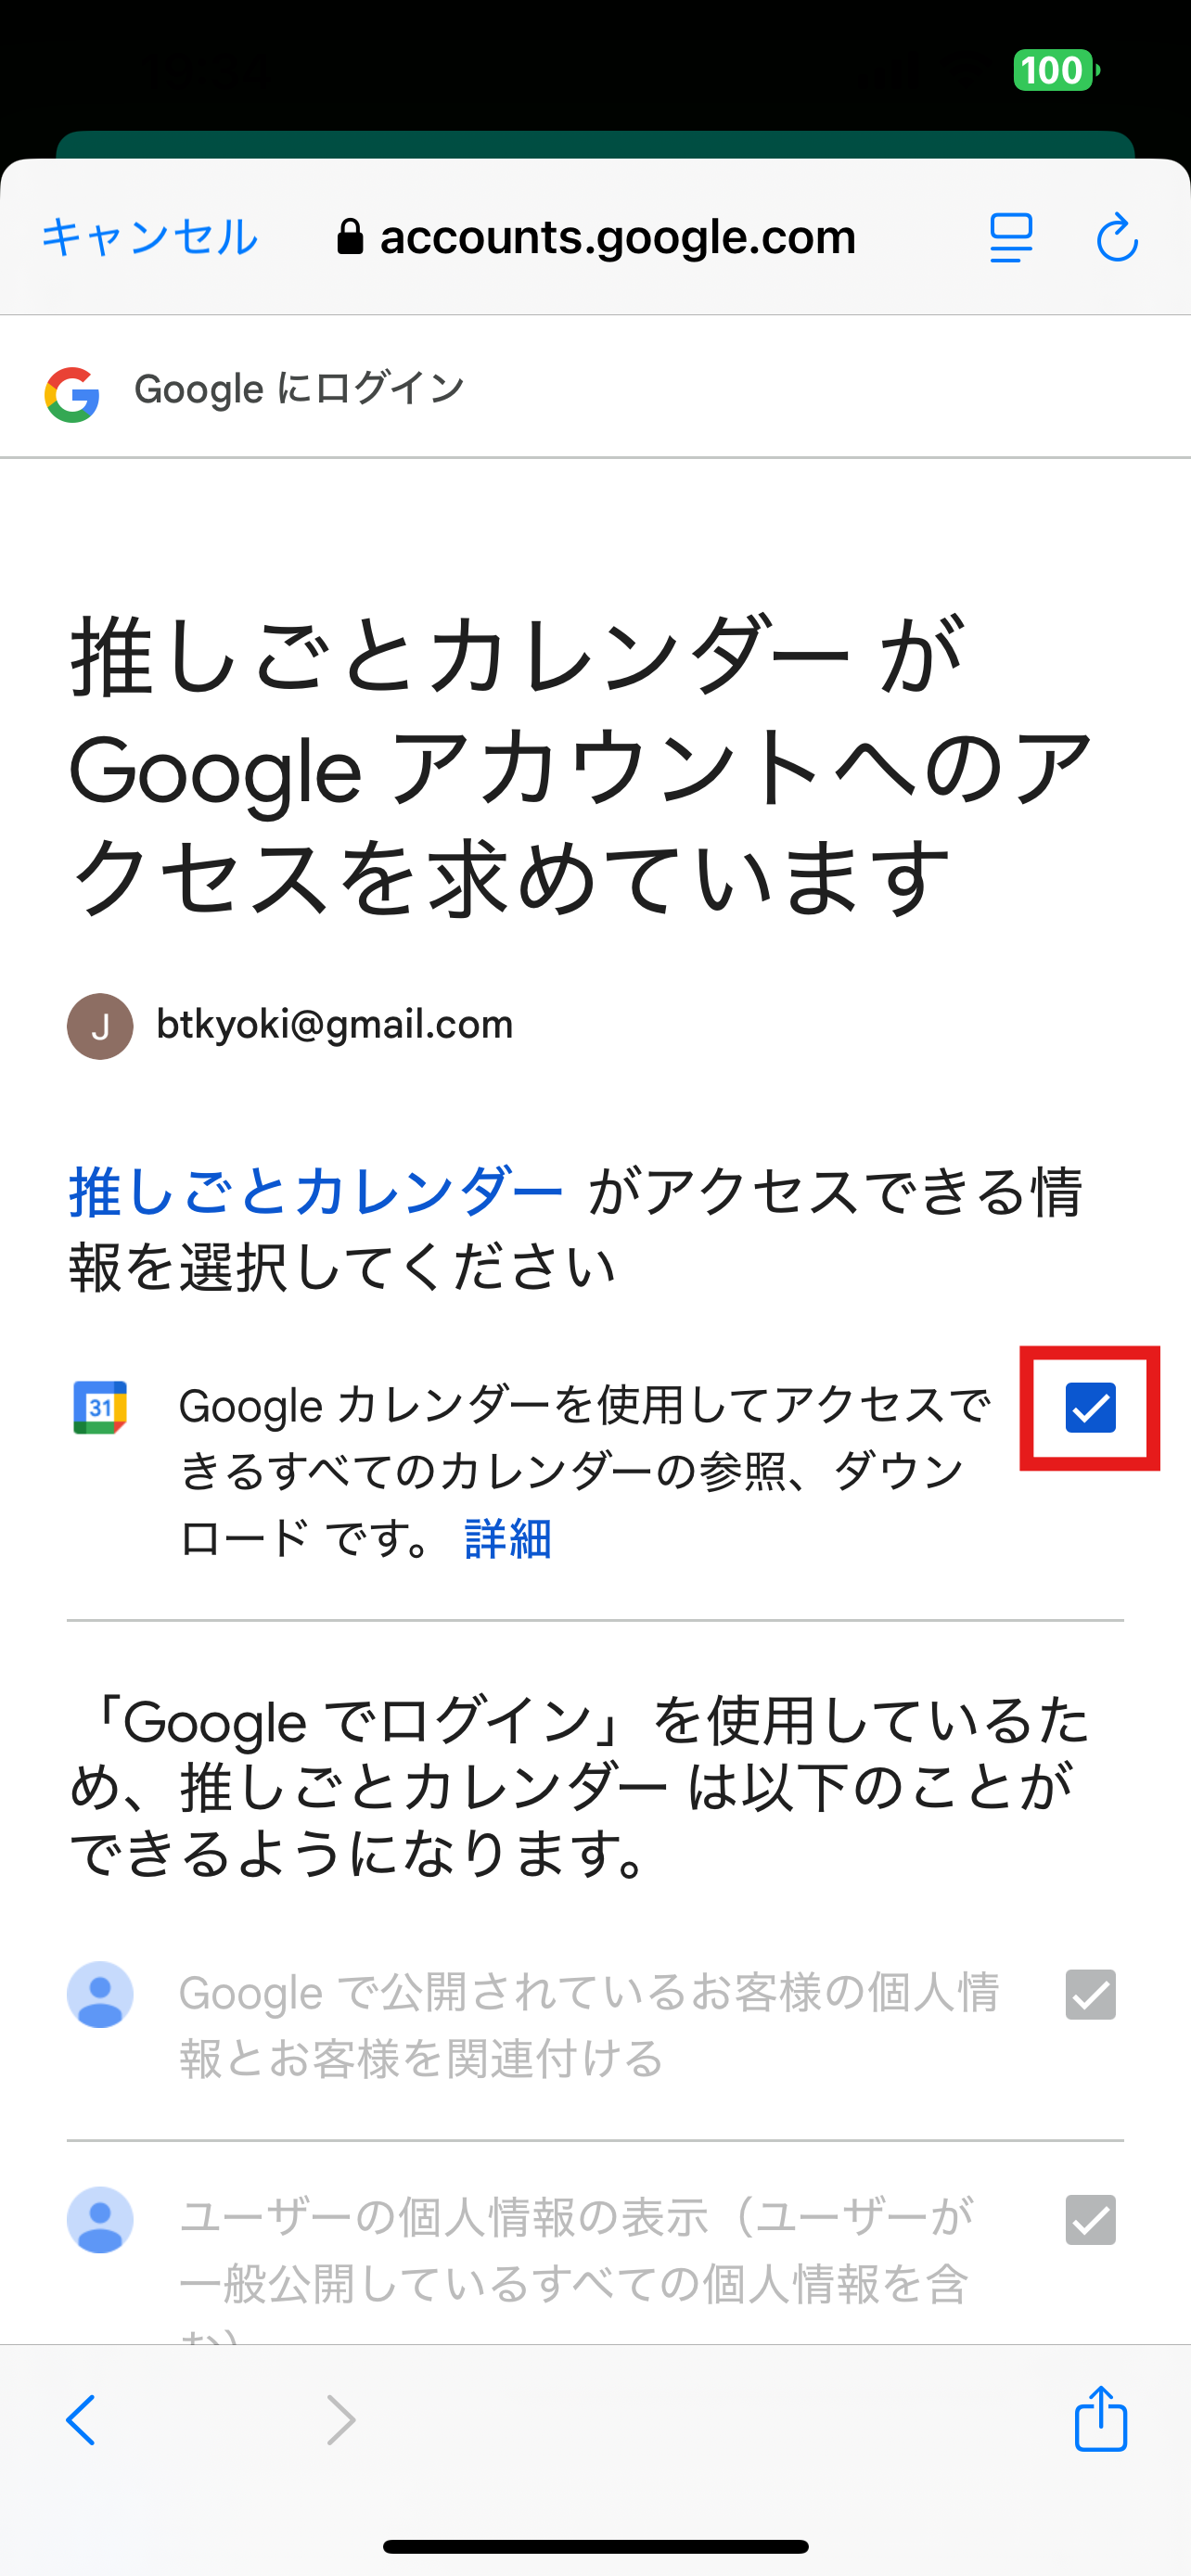 100
キャンセル
accounts.google.com
Google にログイン
推しごとカレンダー が
Google アカウントへのア
クセスを求めています
J
btkyoki@gmail.com
推しごとカレンダー がアクセスできる情
報を選択してください
31
Google カレンダーを使用してアクセスで
きるすべてのカレンダーの参照、ダウン
ロード です。 詳細
「Google でログイン」を使用しているた
め、推しごとカレンダー は以下のことが
できるようになります。
Google で公開されているお客様の個人情
報とお客様を関連付ける
ユーザーの個人情報の表示（ユーザーが
一般公開しているすべての個人情報を含
む）